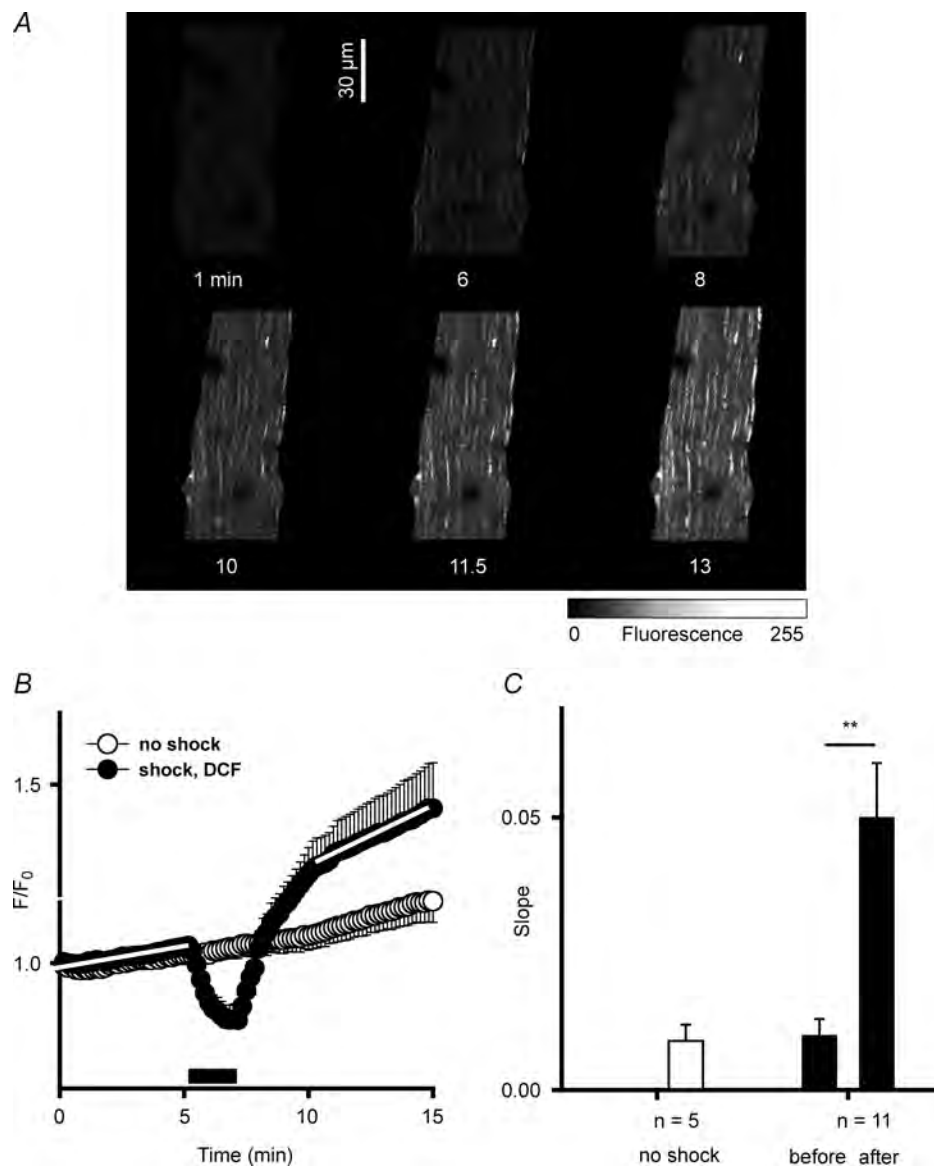 A
30 µm
1 min
6
8
10
11.5
13
0 Fluorescence 255
B
no shock
shock, DCF
1.5
1.0
F/F0
0 5 10 15
Time (min)
C
**
0.05
0.00
Slope
n = 5 n = 11
no shock before after